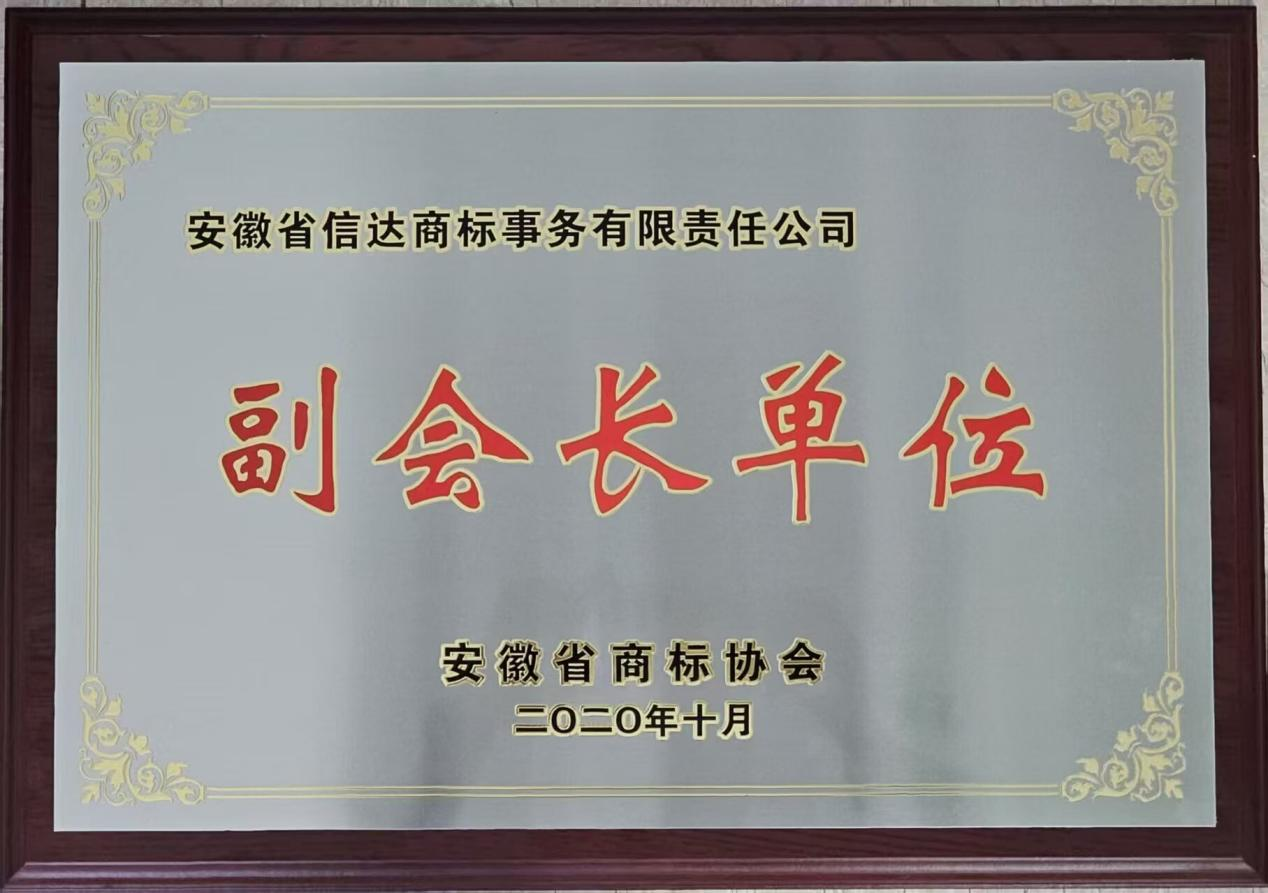 安徽省信达商标事务有限责任公司
副会长单位
安徽省商标协会
二〇二〇年十月